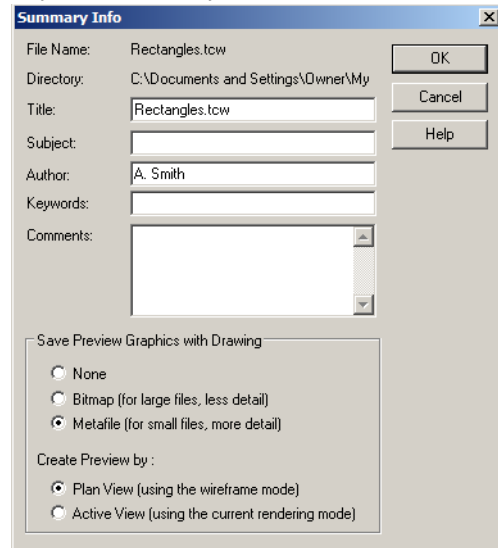 Summary Info
File Name: Rectangles.tcw
OK
Directory: C:\Documents and Settings\Owner\My
Cancel
Title: Rectangles.tcw
Help
Subject:
Author: A. Smith
Keywords:
Comments:
Save Preview Graphics with Drawing
None
Bitmap (for large files, less detail)
Metafile (for small files, more detail)
Create Preview by :
Plan View (using the wireframe mode)
Active View (using the current rendering mode)